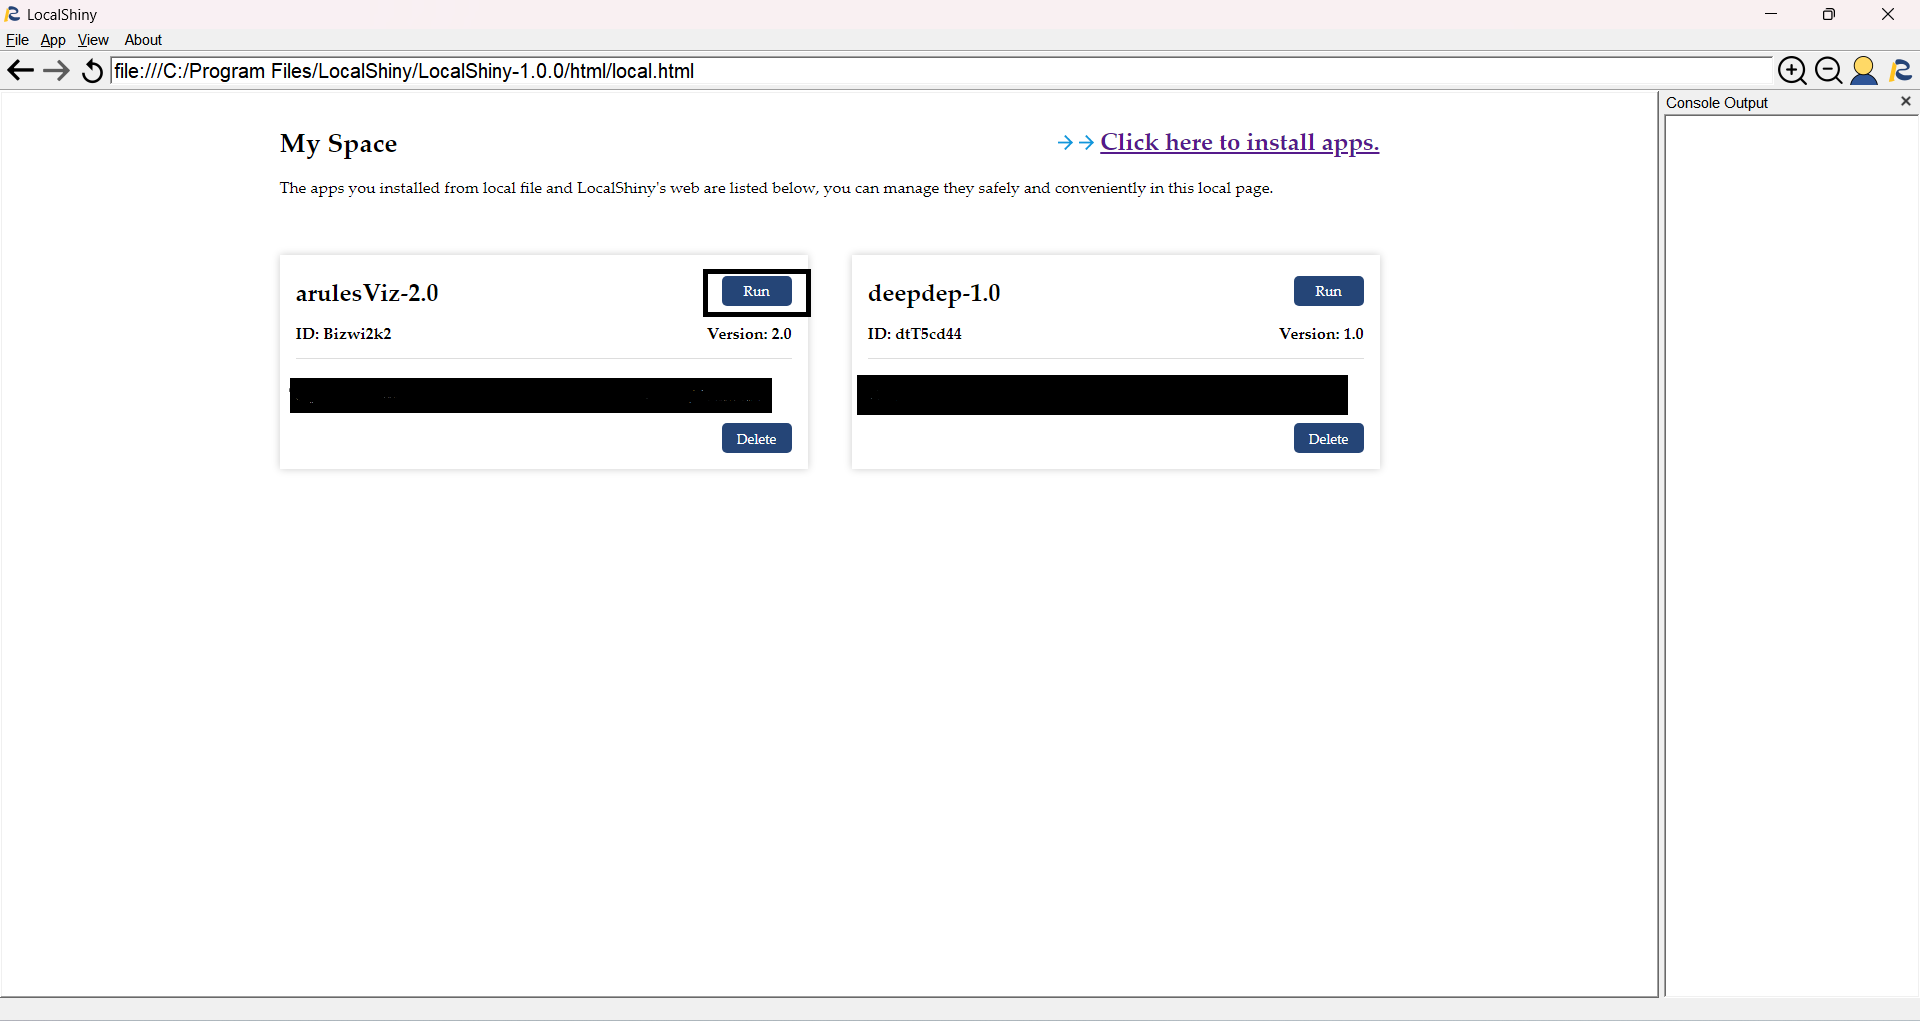 LocalShiny
File App View About
file:///C:/Program Files/LocalShiny/LocalShiny-1.0.0/html/local.html
Console Output
My Space
Click here to install apps.
The apps you installed from local file and LocalShiny's web are listed below, you can manage they safely and conveniently in this local page.
arulesViz-2.0
Run
ID: Bizwi2k2
Version: 2.0
Delete
deepdep-1.0
Run
ID: dtT5cd44
Version: 1.0
Delete